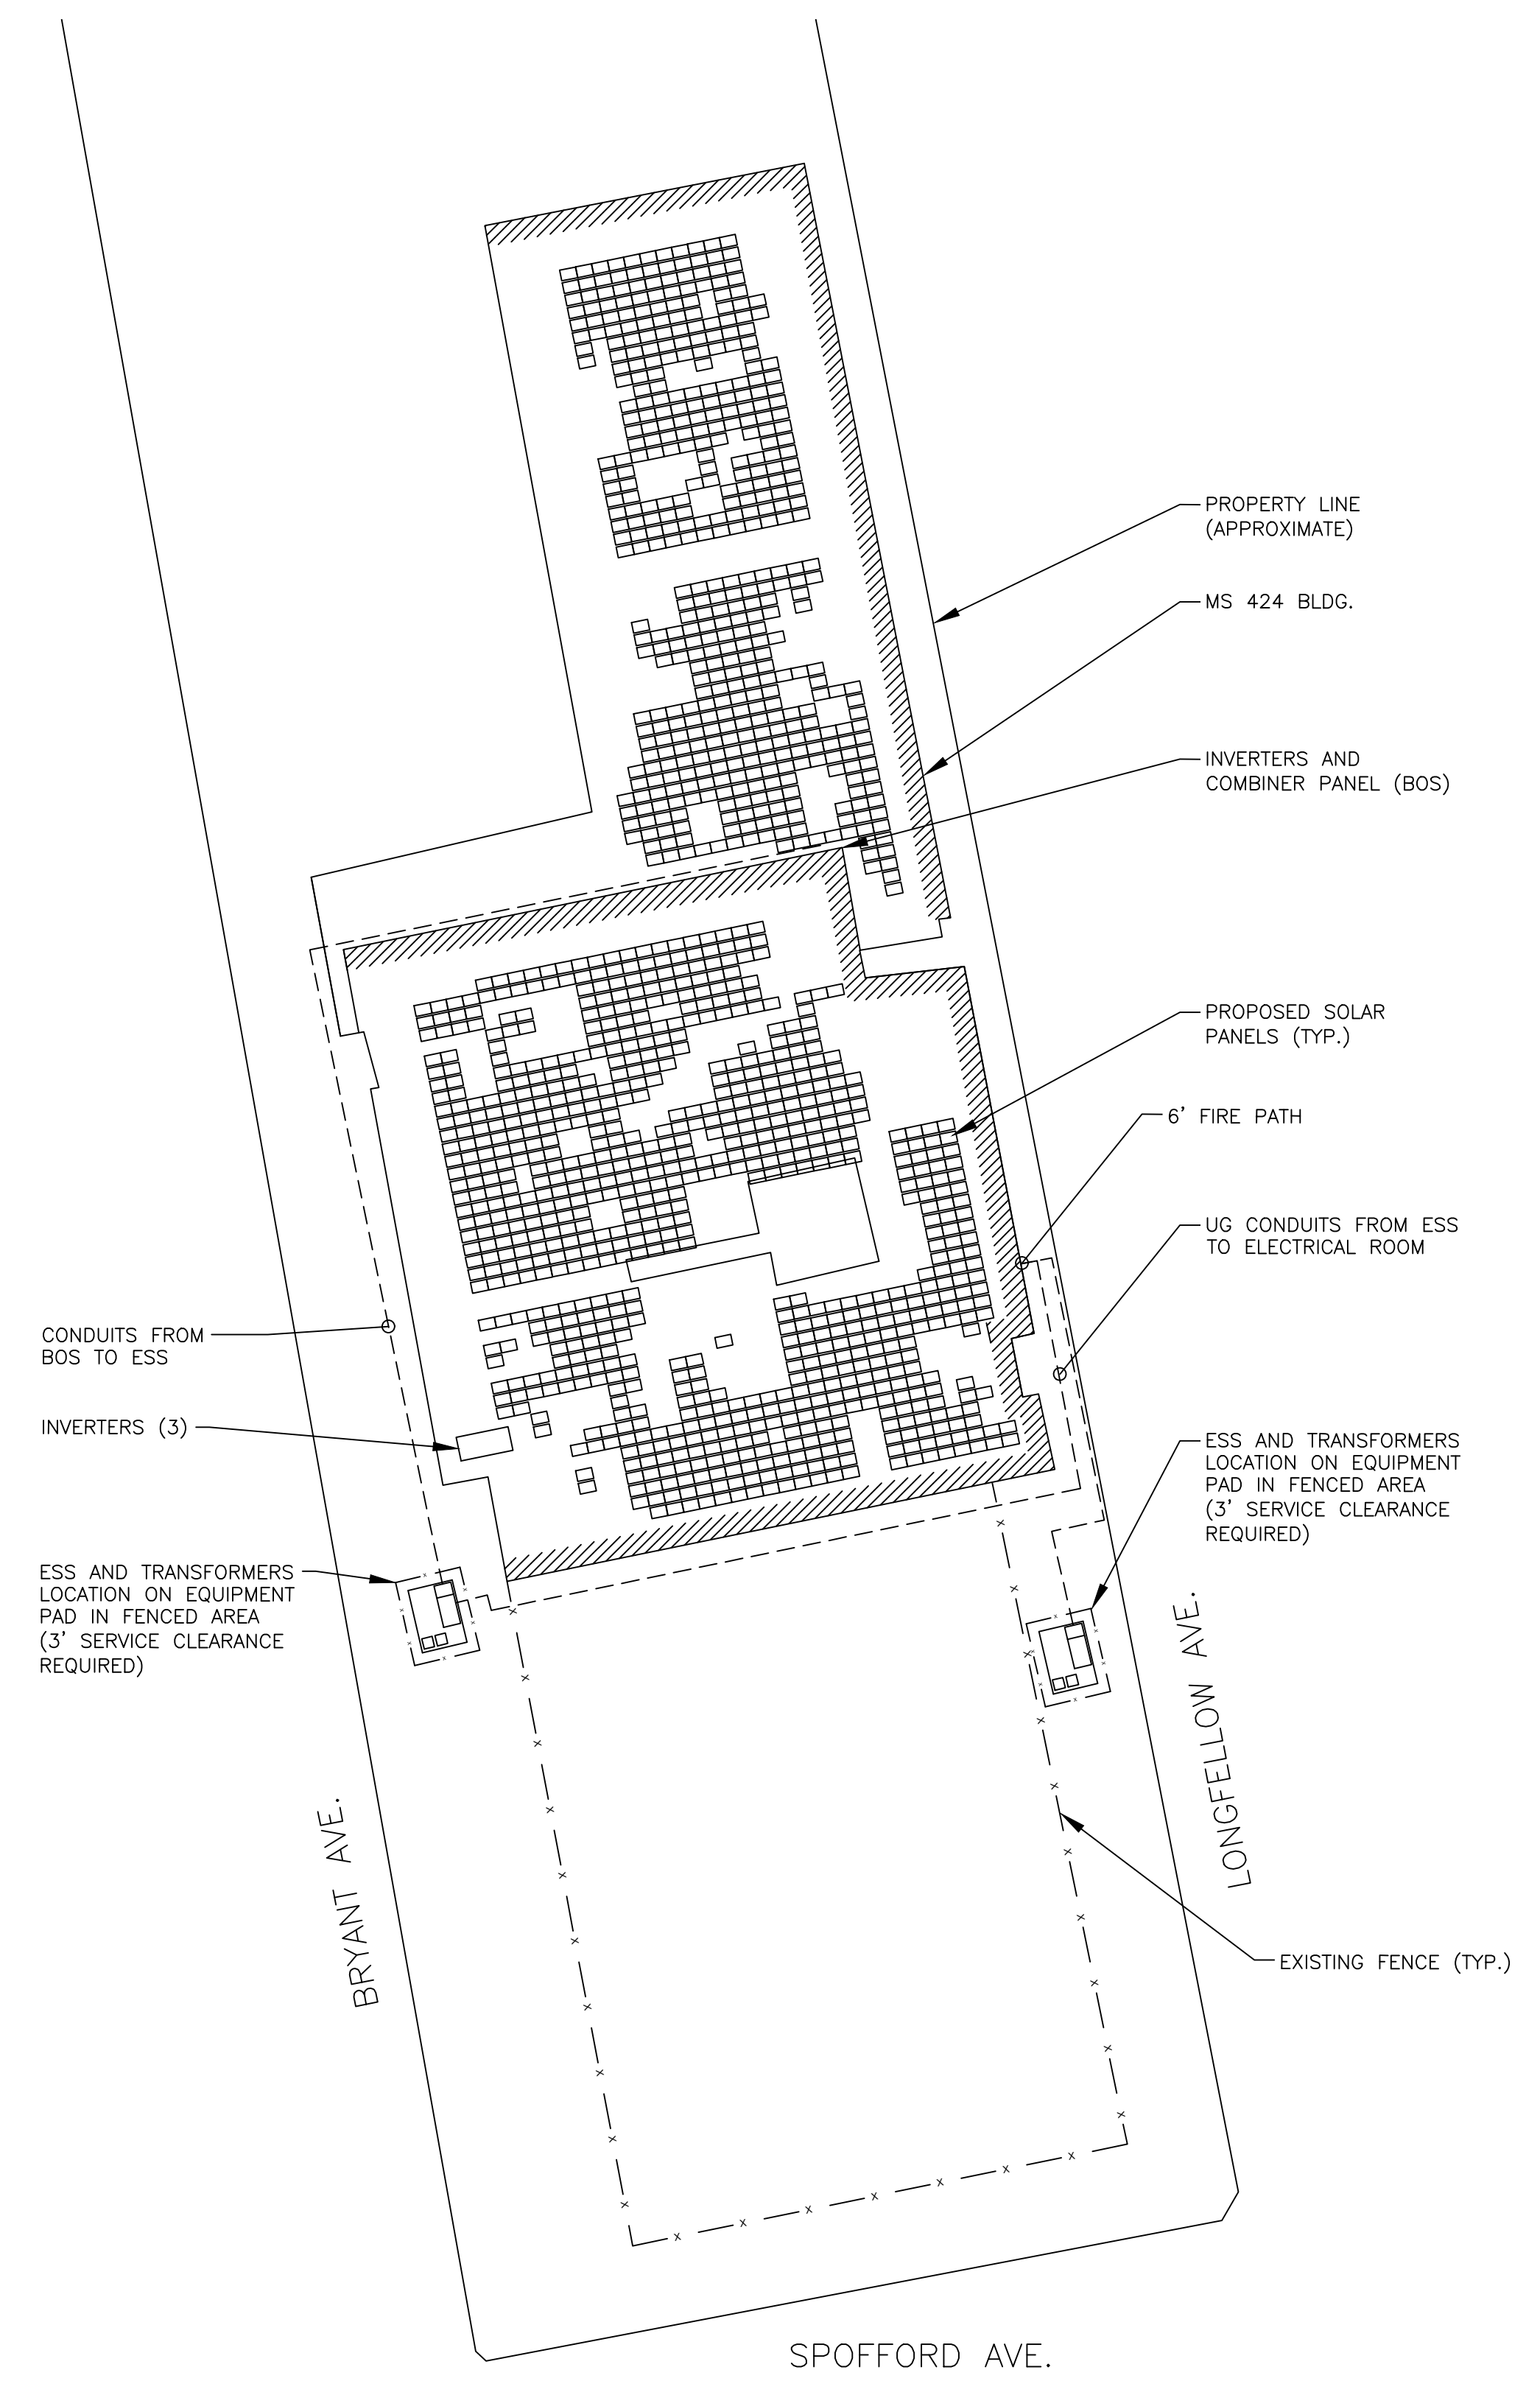 PROPERTY LINE
(APPROXIMATE)
MS 424 BLDG.
INVERTERS AND
COMBINER PANEL (BOS)
PROPOSED SOLAR
PANELS (TYP.)
6' FIRE PATH
UG CONDUITS FROM ESS
TO ELECTRICAL ROOM
CONDUITS FROM
BOS TO ESS
INVERTERS (3)
ESS AND TRANSFORMERS
LOCATION ON EQUIPMENT
PAD IN FENCED AREA
(3' SERVICE CLEARANCE
REQUIRED)
ESS AND TRANSFORMERS
LOCATION ON EQUIPMENT
PAD IN FENCED AREA
(3' SERVICE CLEARANCE
REQUIRED)
BRYANT AVE.
LONGFELLOW AVE.
EXISTING FENCE (TYP.)
SPOFFORD AVE.